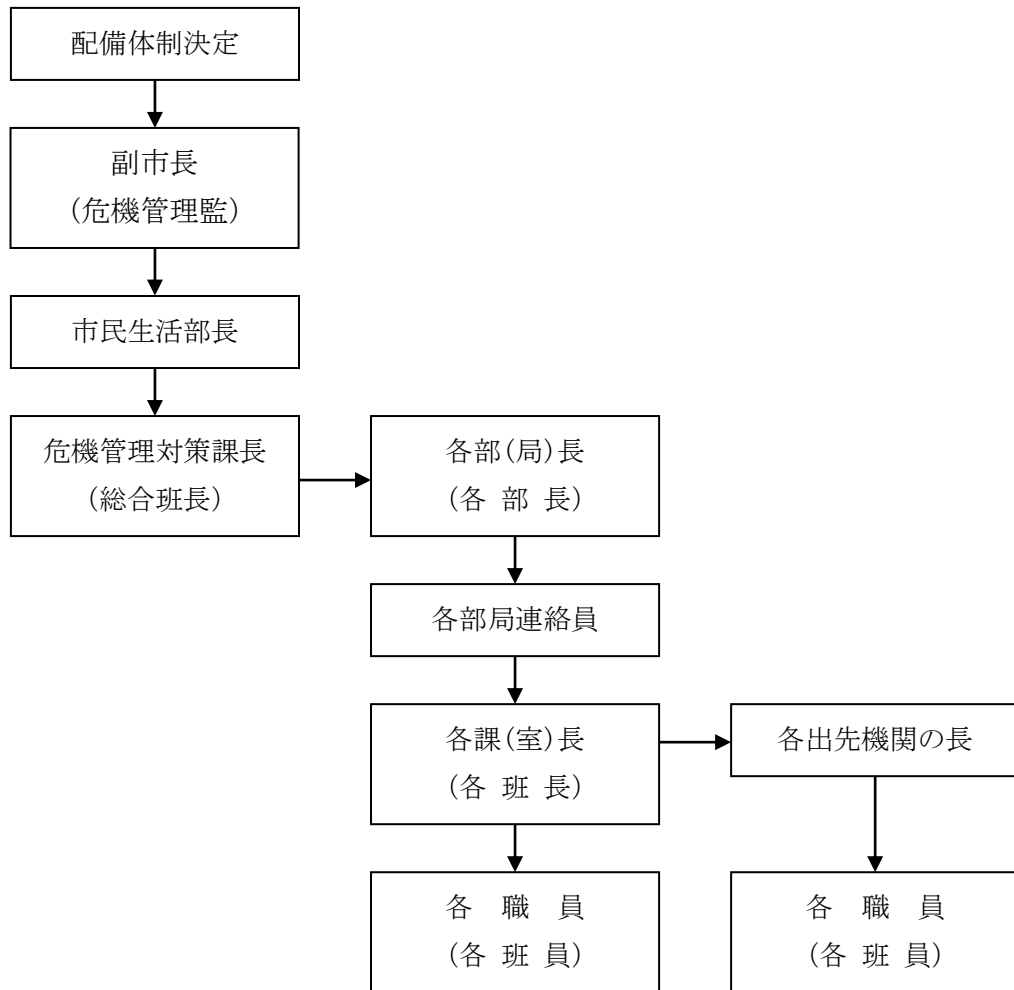 配備体制決定
副市長
(危機管理監)
市民生活部長
危機管理対策課長
(総合班長)
各部(局)長
(各 部 長)
各部局連絡員
各課(室)長
(各 班 長)
各出先機関の長
各 職 員
(各 班 員)
各 職 員
(各 班 員)